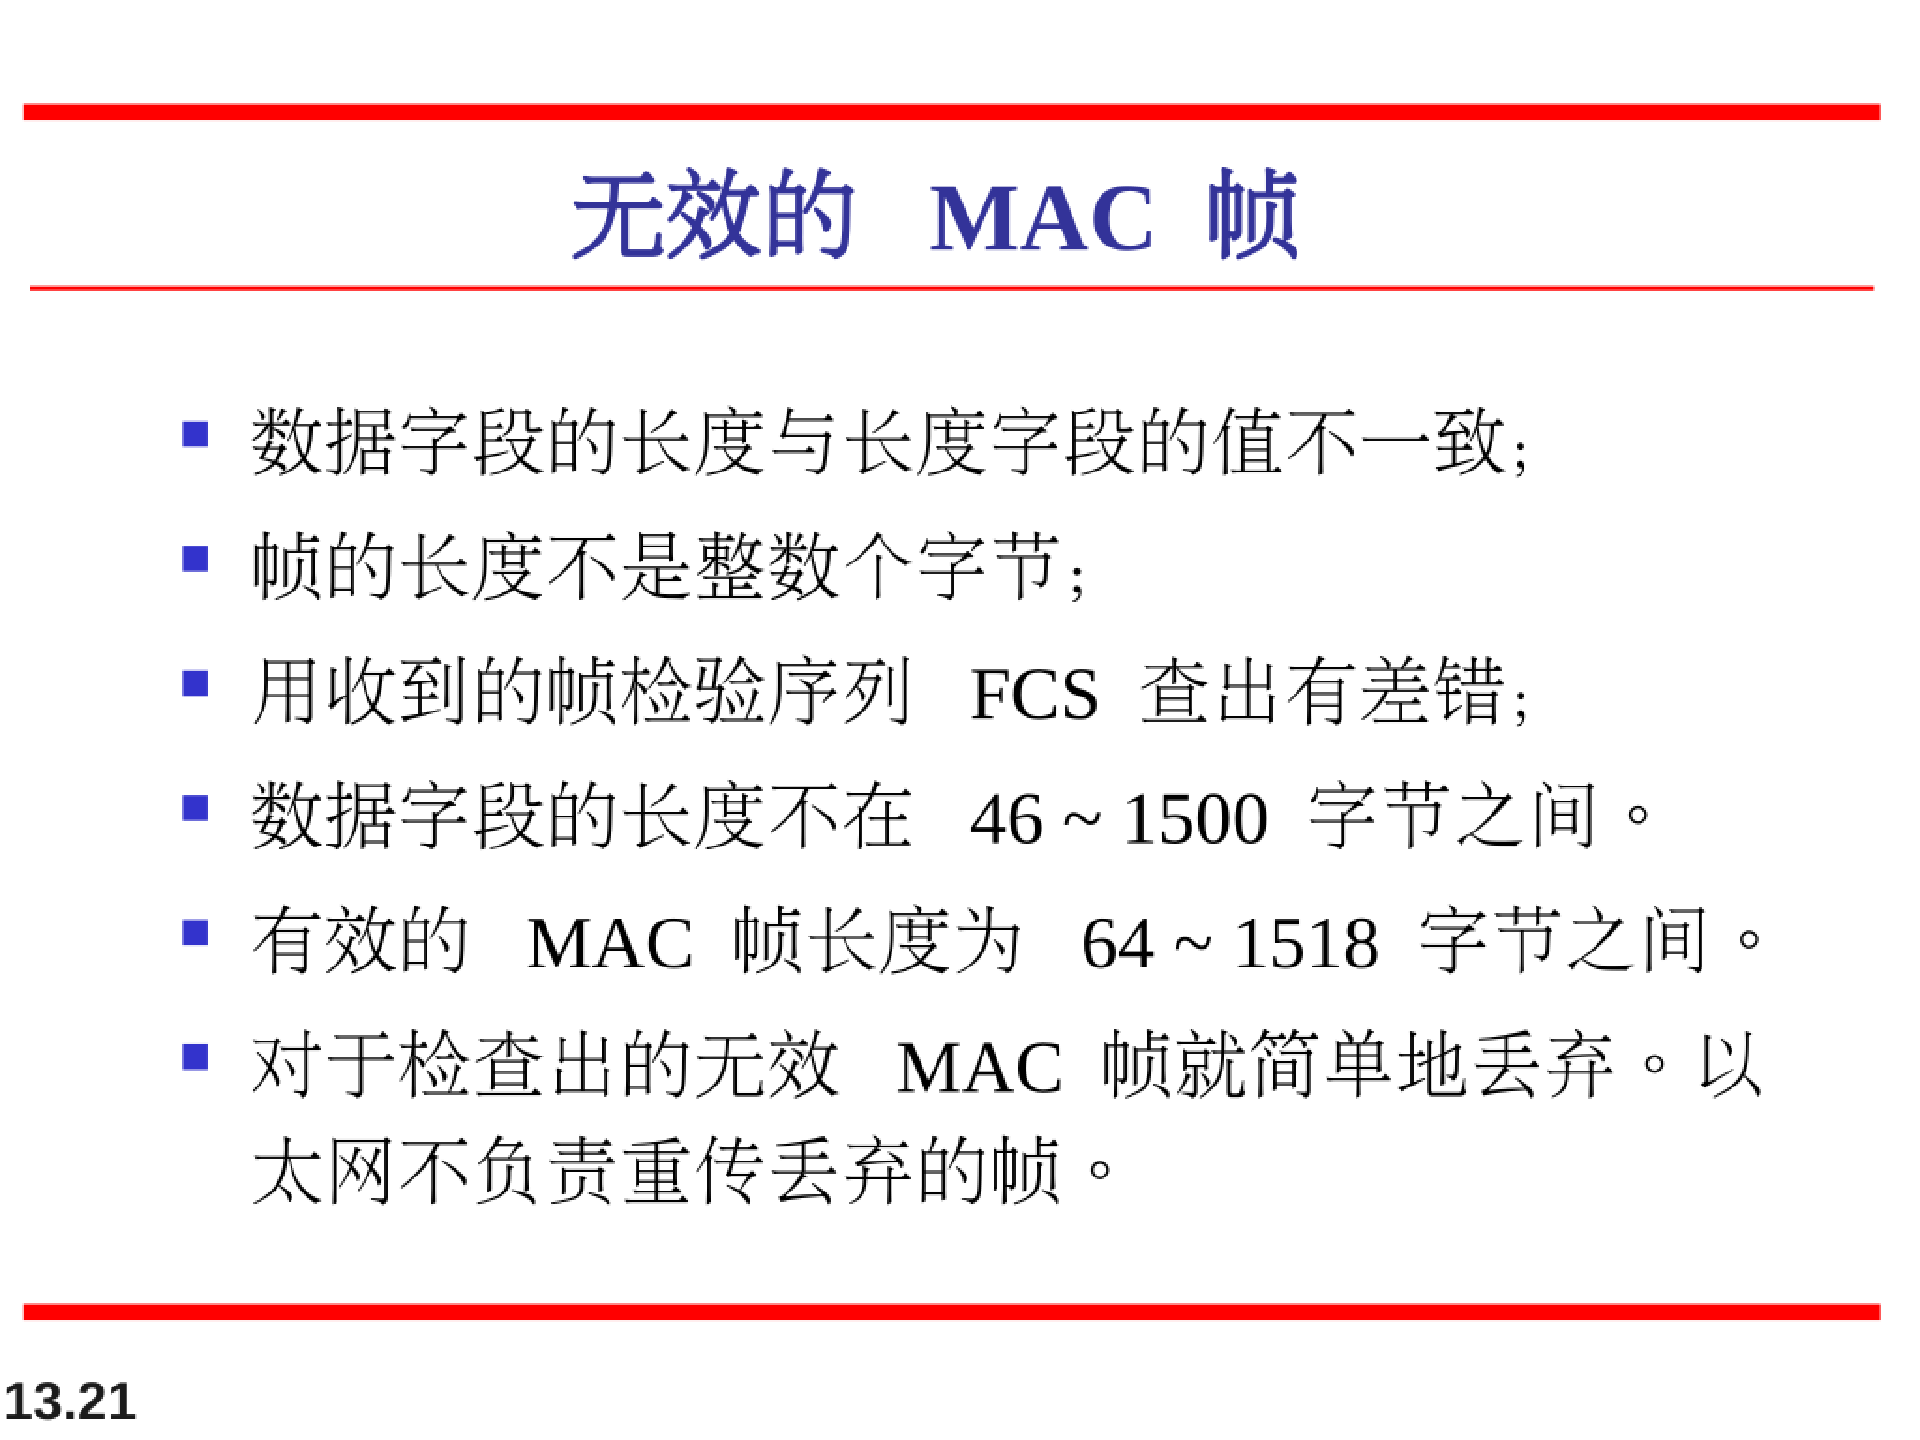 无效的 MAC 帧
数据字段的长度与长度字段的值不一致；
帧的长度不是整数个字节；
用收到的帧检验序列 FCS 查出有差错；
数据字段的长度不在 46 ~ 1500 字节之间。
有效的 MAC 帧长度为 64 ~ 1518 字节之间。
对于检查出的无效 MAC 帧就简单地丢弃。以
太网不负责重传丢弃的帧。
13.21